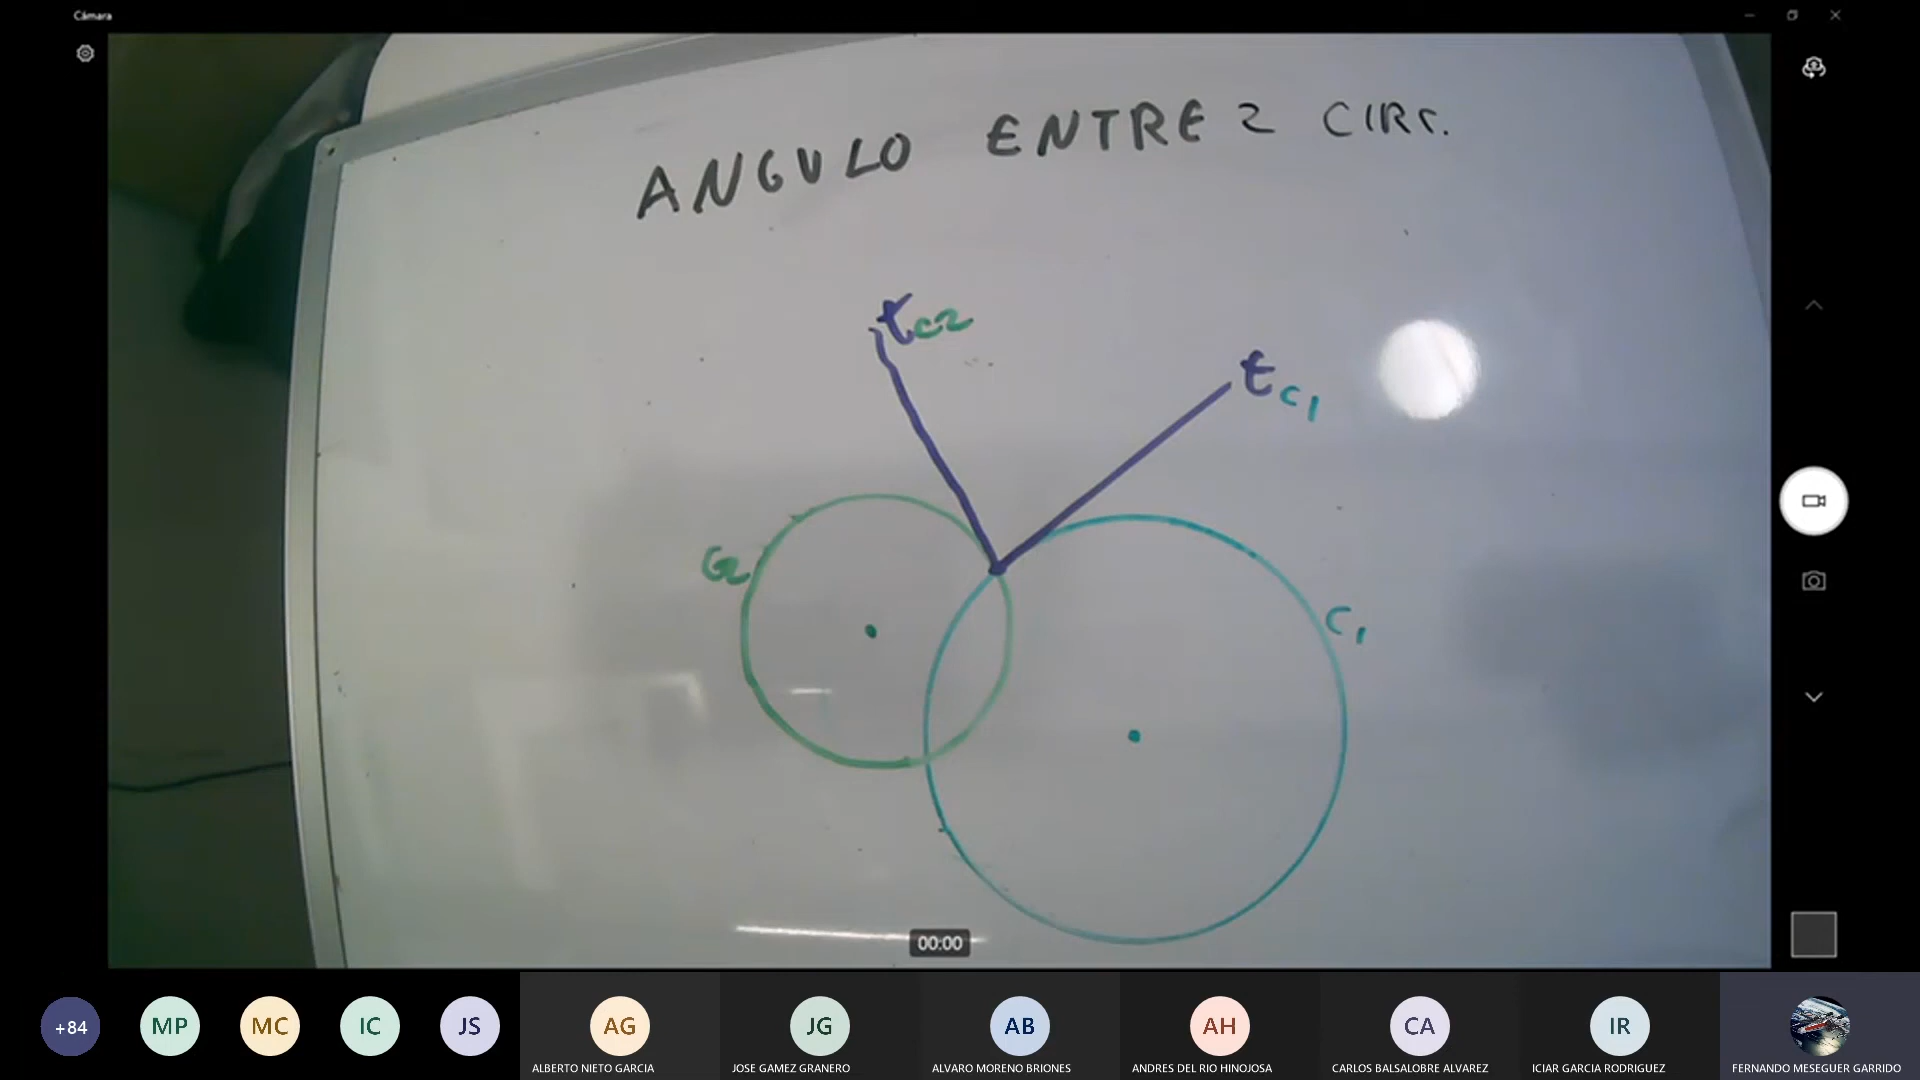 Cámara
ANGULO ENTRE 2 CIRC.
tc2
tc1
C2
C1
00:00
+84
MP
MC
IC
JS
AG
JG
AB
AH
CA
IR
ALBERTO NIETO GARCIA
JOSE GAMEZ GRANERO
ALVARO MORENO BRIONES
ANDRES DEL RIO HINOJOSA
CARLOS BALSALOBRE ALVAREZ
ICIAR GARCIA RODRIGUEZ
FERNANDO MESEGUER GARRIDO